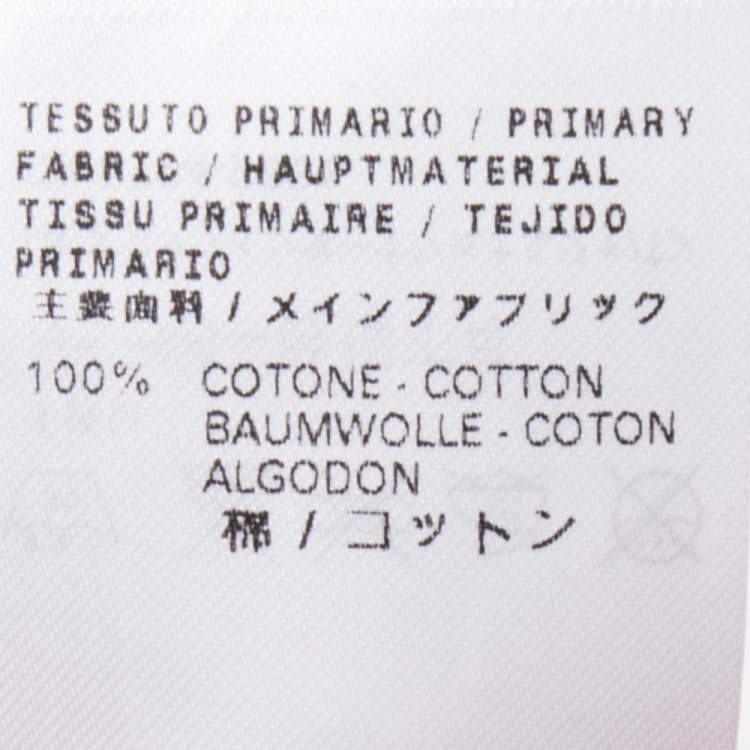 TESSUTO PRIMARIO / PRIMARY
FABRIC / HAUPTMATERIAL
TISSU PRIMAIRE / TEJIDO
PRIMARIO
主要面料 / メインファブリック
100% COTONE - COTTON
BAUMWOLLE - COTON
ALGODON
棉 / コットン